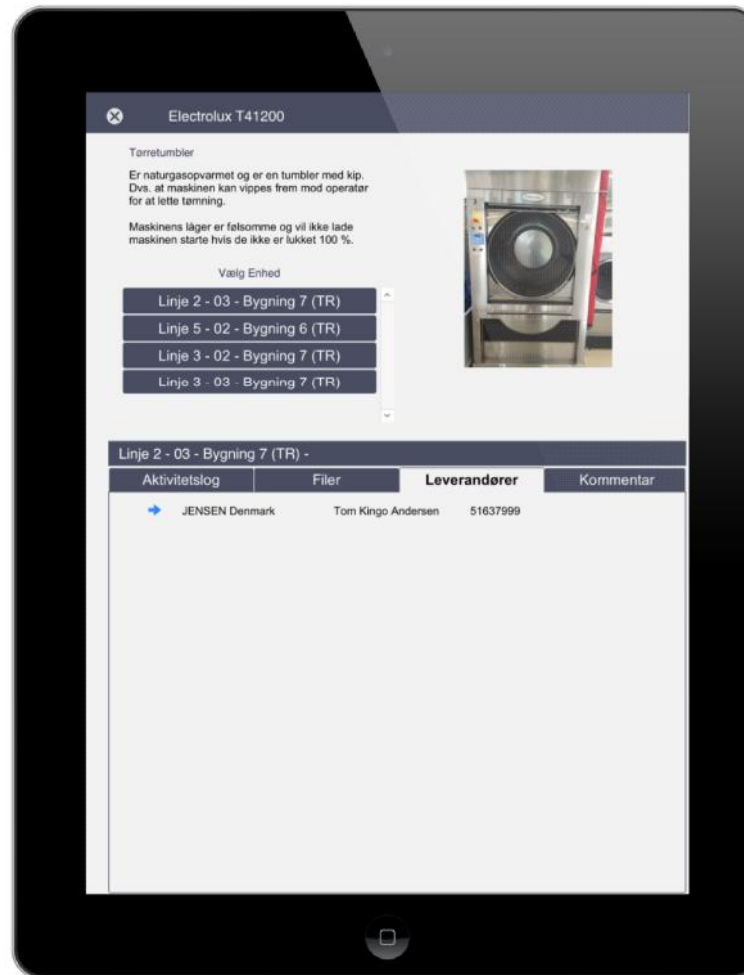 Electrolux T41200
Tørretumbler
Er naturgasopvarmet og er en tumbler med kip.
Dvs. at maskinen kan vippes frem mod operatør
for at lette tømning.
Maskinens låger er følsomme og vil ikke lade
maskinen starte hvis de ikke er lukket 100 %.
Vælg Enhed
Linje 2 - 03 - Bygning 7 (TR)
Linje 5 - 02 - Bygning 6 (TR)
Linje 3 - 02 - Bygning 7 (TR)
Linje 3 - 03 - Bygning 7 (TR)
Linje 2 - 03 - Bygning 7 (TR) -
Aktivitetslog Filer Leverandører Kommentar
JENSEN Denmark Tom Kingo Andersen 51637999